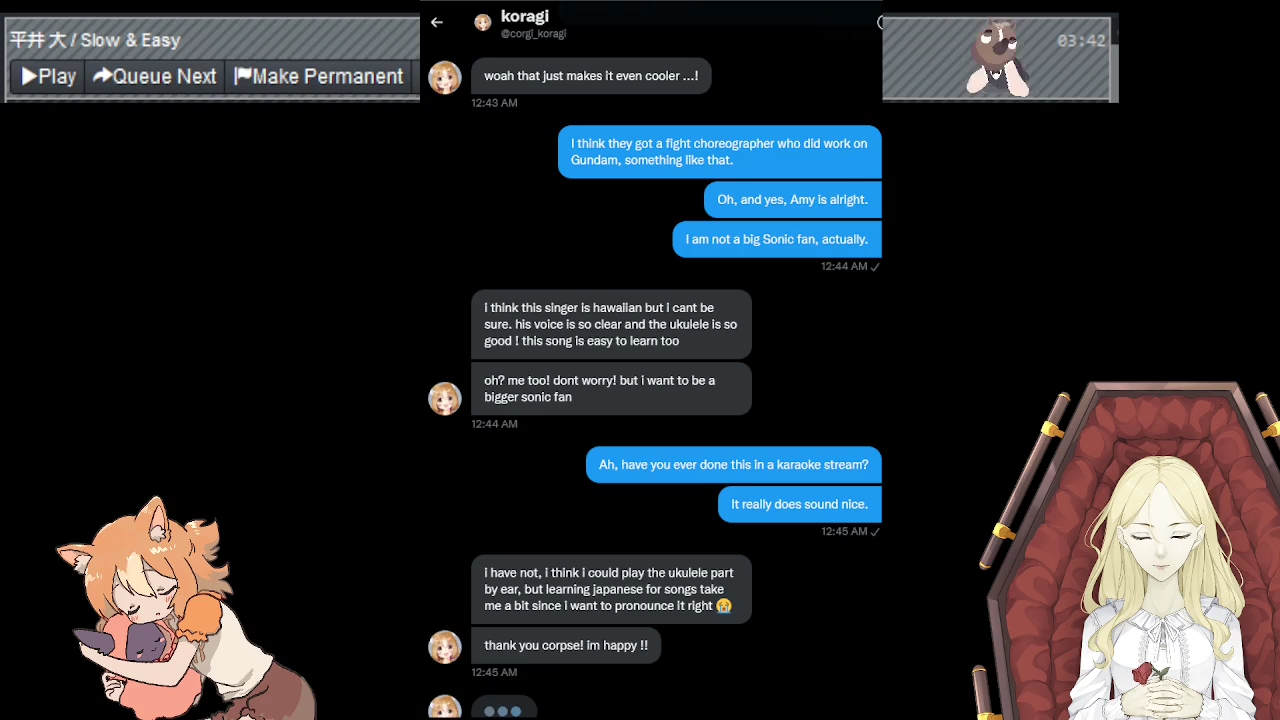 平井 大 / Slow & Easy
▶Play
Queue Next
Make Permanent
03:42
koragi
@corgi_koragi
woah that just makes it even cooler ...!
12:43 AM
I think they got a fight choreographer who did work on
Gundam, something like that.
Oh, and yes, Amy is alright.
I am not a big Sonic fan, actually.
12:44 AM ✓
i think this singer is hawaiian but i cant be
sure. his voice is so clear and the ukulele is so
good ! this song is easy to learn too
oh? me too! dont worry! but i want to be a
bigger sonic fan
12:44 AM
Ah, have you ever done this in a karaoke stream?
It really does sound nice.
12:45 AM ✓
i have not, i think i could play the ukulele part
by ear, but learning japanese for songs take
me a bit since i want to pronounce it right 😭
thank you corpse! im happy !!
12:45 AM